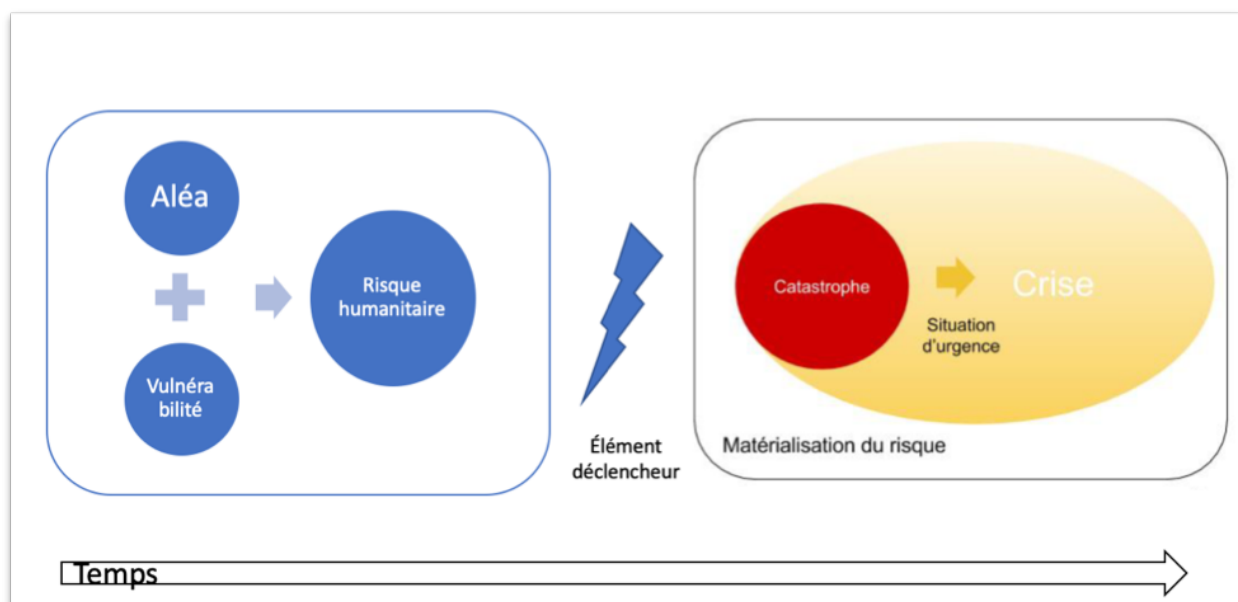 Aléa
Vulnéra
bilité
Risque
humanitaire
Élément
déclencheur
Catastrophe
Situation
d'urgence
Crise
Matérialisation du risque
Temps